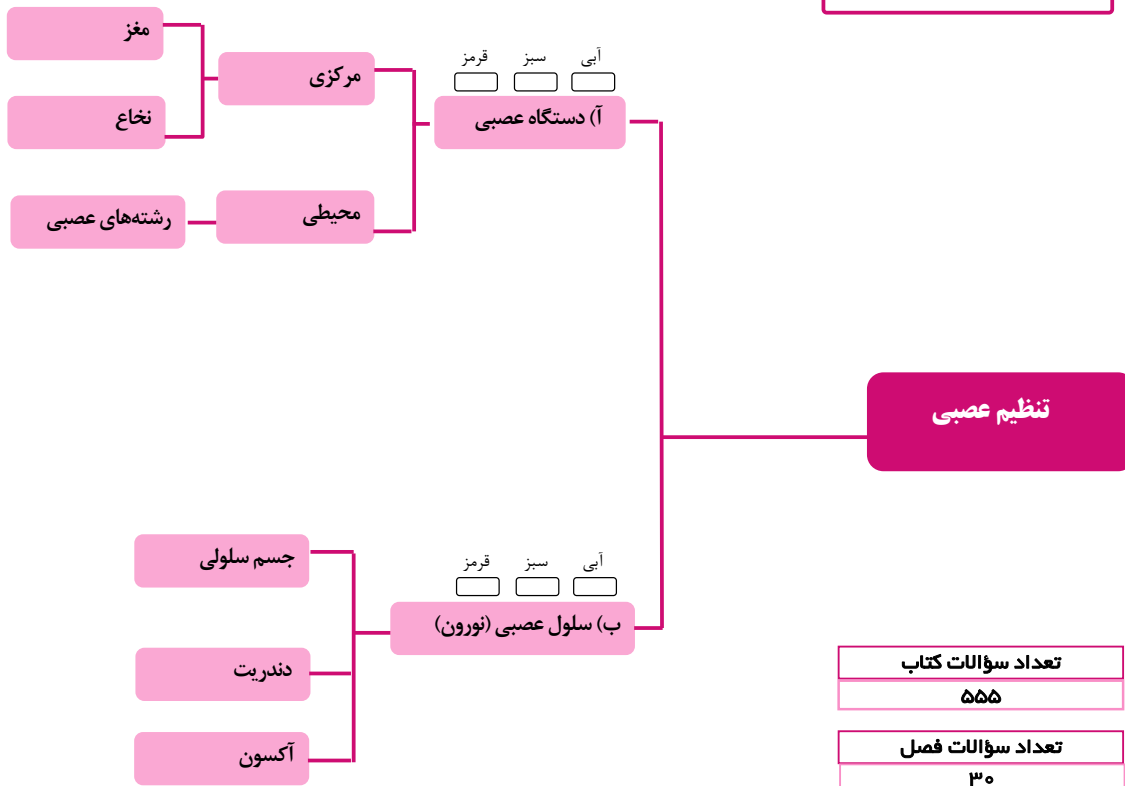 تنظیم عصبی
آبی سبز قرمز
آ) دستگاه عصبی
مرکزی
مغز
نخاع
محیطی
رشته‌های عصبی
آبی سبز قرمز
ب) سلول عصبی (نورون)
جسم سلولی
دندریت
آکسون
تعداد سؤالات کتاب
۵۵۵
تعداد سؤالات فصل
۳۰